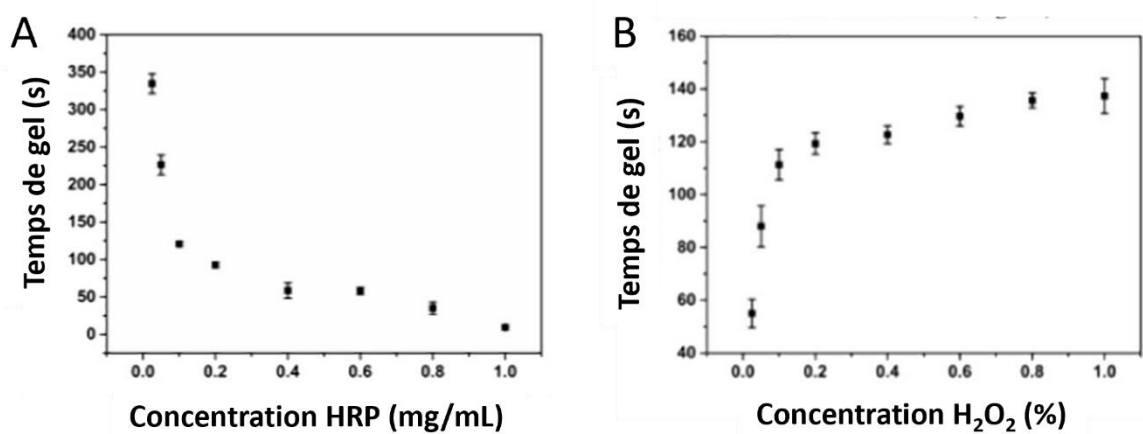 A
Temps de gel (s)
400
350
300
250
200
150
100
50
0
0.0 0.2 0.4 0.6 0.8 1.0
Concentration HRP (mg/mL)
B
Temps de gel (s)
160
140
120
100
80
60
40
0.0 0.2 0.4 0.6 0.8 1.0
Concentration H₂O₂ (%)